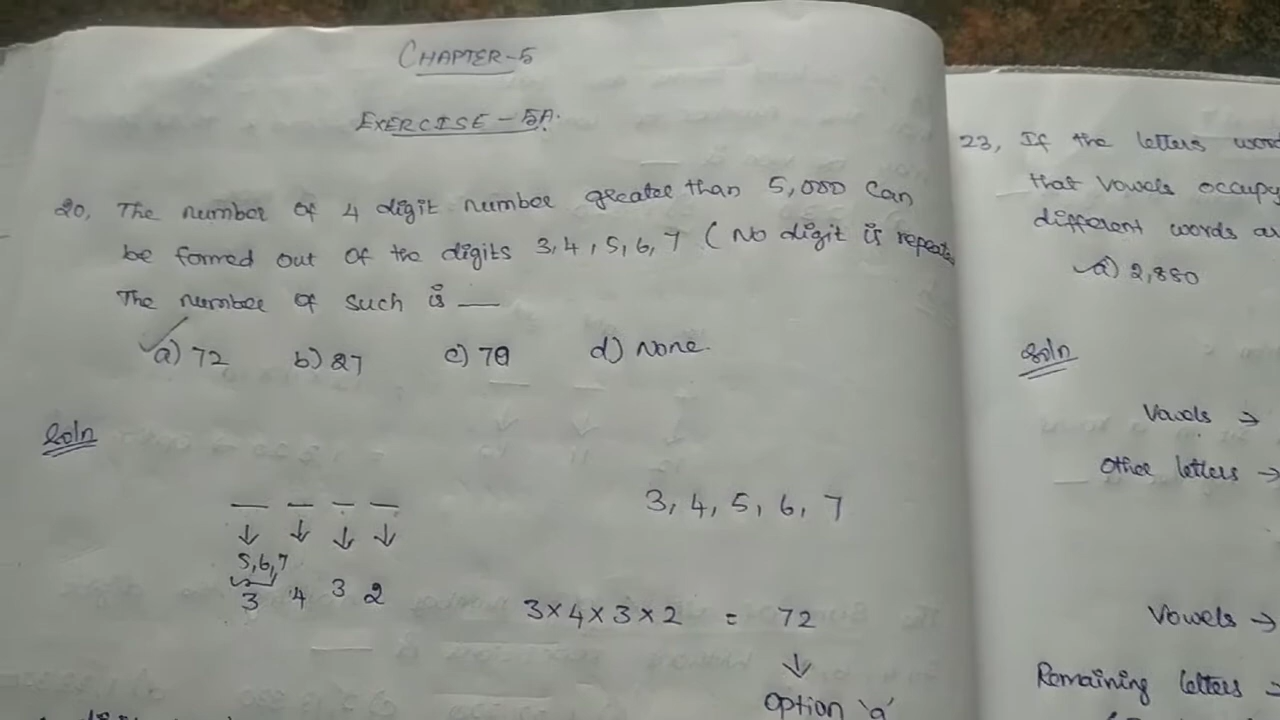 CHAPTER-5
EXERCISE-5A.
20, The number of 4 digit number greater than 5,000 can
be formed out of the digits 3,4,5,6,7 (No digit is repeate
The number of such is __
a) 72 b) 27 c) 70 d) none.
Soln
3, 4, 5, 6, 7
5,6,7
3 4 3 2
3×4×3×2 = 72
Option 'a'
23, If the letters word
that vowels occupy
different words a
a) 2,880
Soln
Vowels →
Other letters →
Vowels →
Remaining letters →